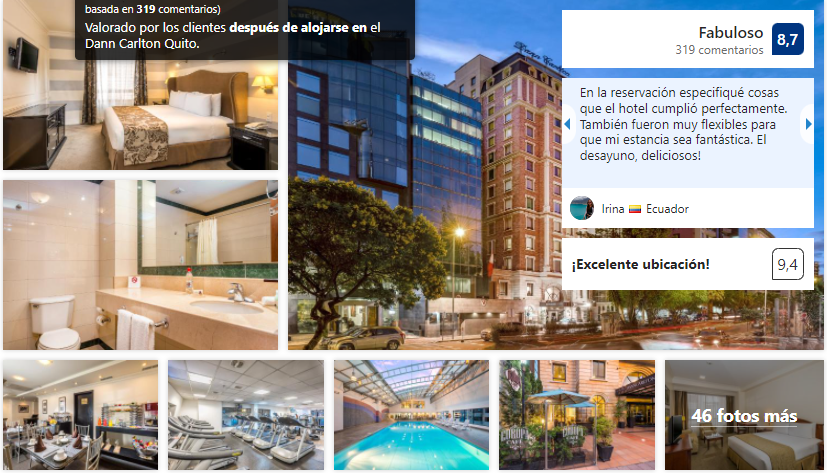 basada en 319 comentarios)
Valorado por los clientes después de alojarse en el
Dann Carlton Quito.
Fabuloso
319 comentarios
8,7
En la reservación especifiqué cosas
que el hotel cumplió perfectamente.
También fueron muy flexibles para
que mi estancia sea fantástica. El
desayuno, deliciosos!
Irina Ecuador
¡Excelente ubicación!
9,4
46 fotos más